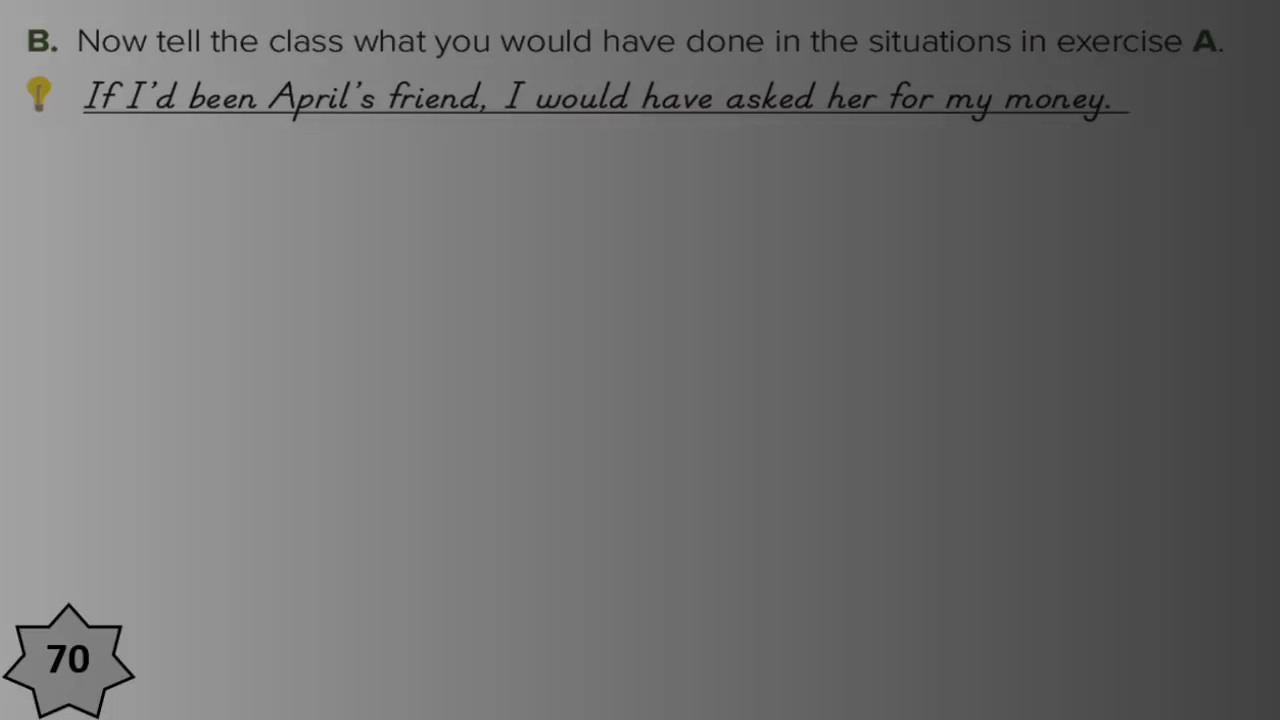 B. Now tell the class what you would have done in the situations in exercise A.
If I'd been April's friend, I would have asked her for my money.
70